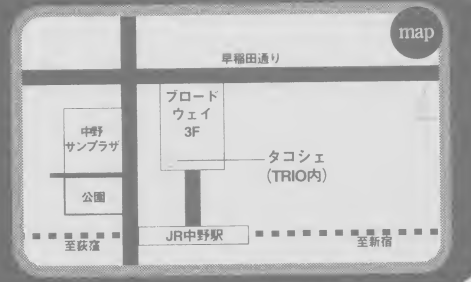 map
早稲田通り
ブロード
ウェイ
3F
中野
サンプラザ
タコシェ
(TRIO内)
公園
JR中野駅
至荻窪
至新宿